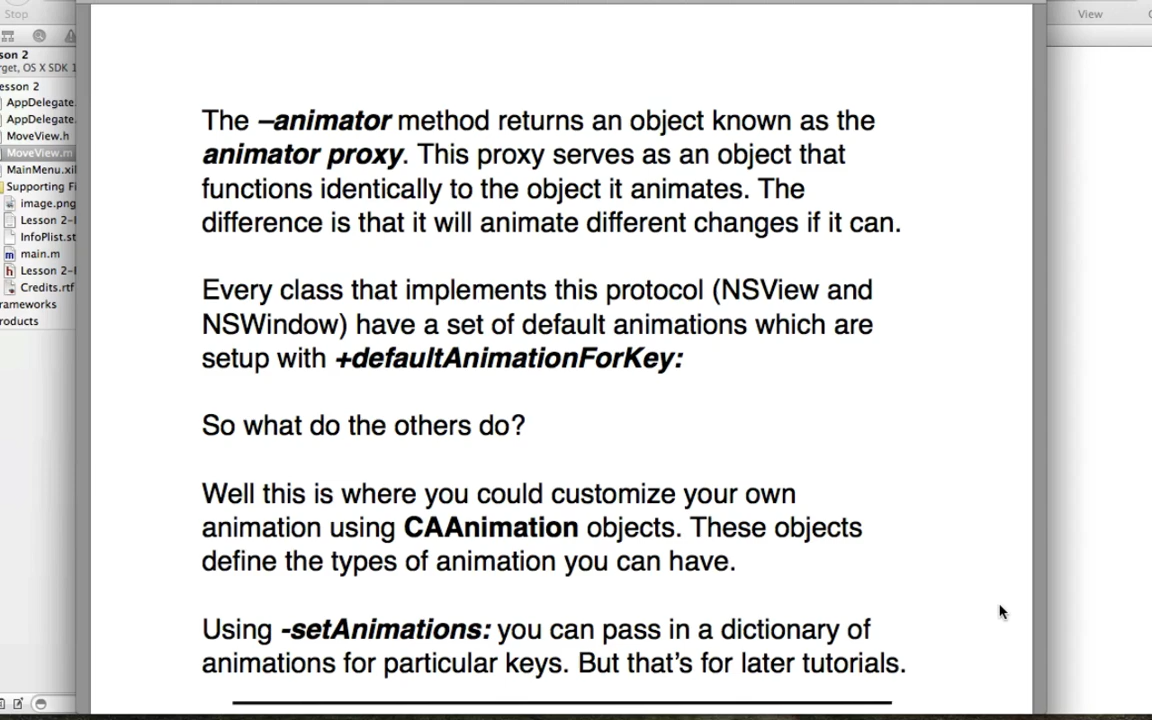 Stop
View
son 2
rget, OS X SDK 1
esson 2
AppDelegate.
AppDelegate.
MoveView.h
MoveView.m
MainMenu.xil
Supporting Fi
image.png
Lesson 2-I
InfoPlist.st
main.m
Lesson 2-I
Credits.rtf
rameworks
roducts
The –animator method returns an object known as the
animator proxy. This proxy serves as an object that
functions identically to the object it animates. The
difference is that it will animate different changes if it can.
Every class that implements this protocol (NSView and
NSWindow) have a set of default animations which are
setup with +defaultAnimationForKey:
So what do the others do?
Well this is where you could customize your own
animation using CAAnimation objects. These objects
define the types of animation you can have.
Using -setAnimations: you can pass in a dictionary of
animations for particular keys. But that's for later tutorials.